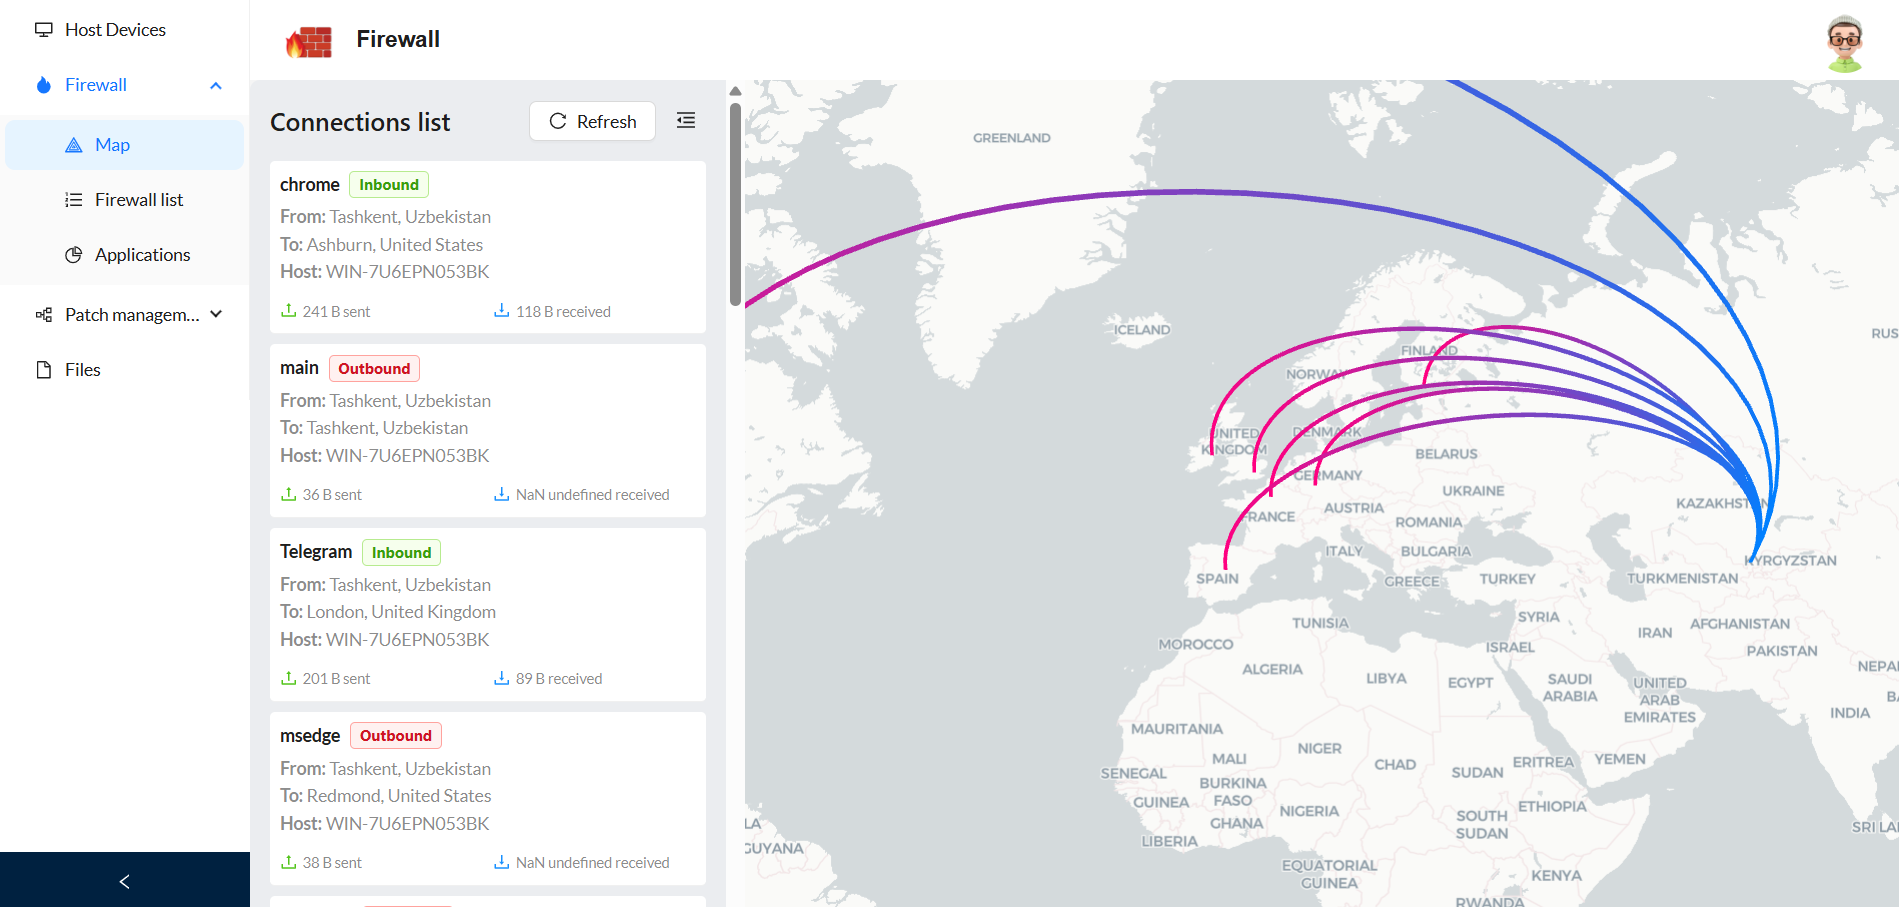 Host Devices
Firewall
Map
Firewall list
Applications
Patch managem...
Files
Firewall
Connections list
Refresh
chrome Inbound
From: Tashkent, Uzbekistan
To: Ashburn, United States
Host: WIN-7U6EPN053BK
241 B sent 118 B received
main Outbound
From: Tashkent, Uzbekistan
To: Tashkent, Uzbekistan
Host: WIN-7U6EPN053BK
36 B sent NaN undefined received
Telegram Inbound
From: Tashkent, Uzbekistan
To: London, United Kingdom
Host: WIN-7U6EPN053BK
201 B sent 89 B received
msedge Outbound
From: Tashkent, Uzbekistan
To: Redmond, United States
Host: WIN-7U6EPN053BK
38 B sent NaN undefined received
GREENLAND
ICELAND
RUS
FINLAND
NORWAY
UNITED
KINGDOM
DENMARK
BELARUS
GERMANY
UKRAINE
KAZAKHSTAN
AUSTRIA
FRANCE
ROMANIA
ITALY
BULGARIA
KYRGYZSTAN
SPAIN
GREECE
TURKEY
TURKMENISTAN
TUNISIA
SYRIA
AFGHANISTAN
IRAN
MOROCCO
ISRAEL
PAKISTAN
ALGERIA
LIBYA
EGYPT
SAUDI
ARABIA
UNITED
ARAB
EMIRATES
NEPA
BA
INDIA
MAURITANIA
NIGER
MALI
CHAD
ERITREA
YEMEN
SENEGAL
SUDAN
BURKINA
FASO
GUINEA
NIGERIA
ETHIOPIA
GHANA
SOUTH
SUDAN
LA
SRI LA
LIBERIA
GUYANA
EQUATORIAL
GUINEA
KENYA
RWANDA